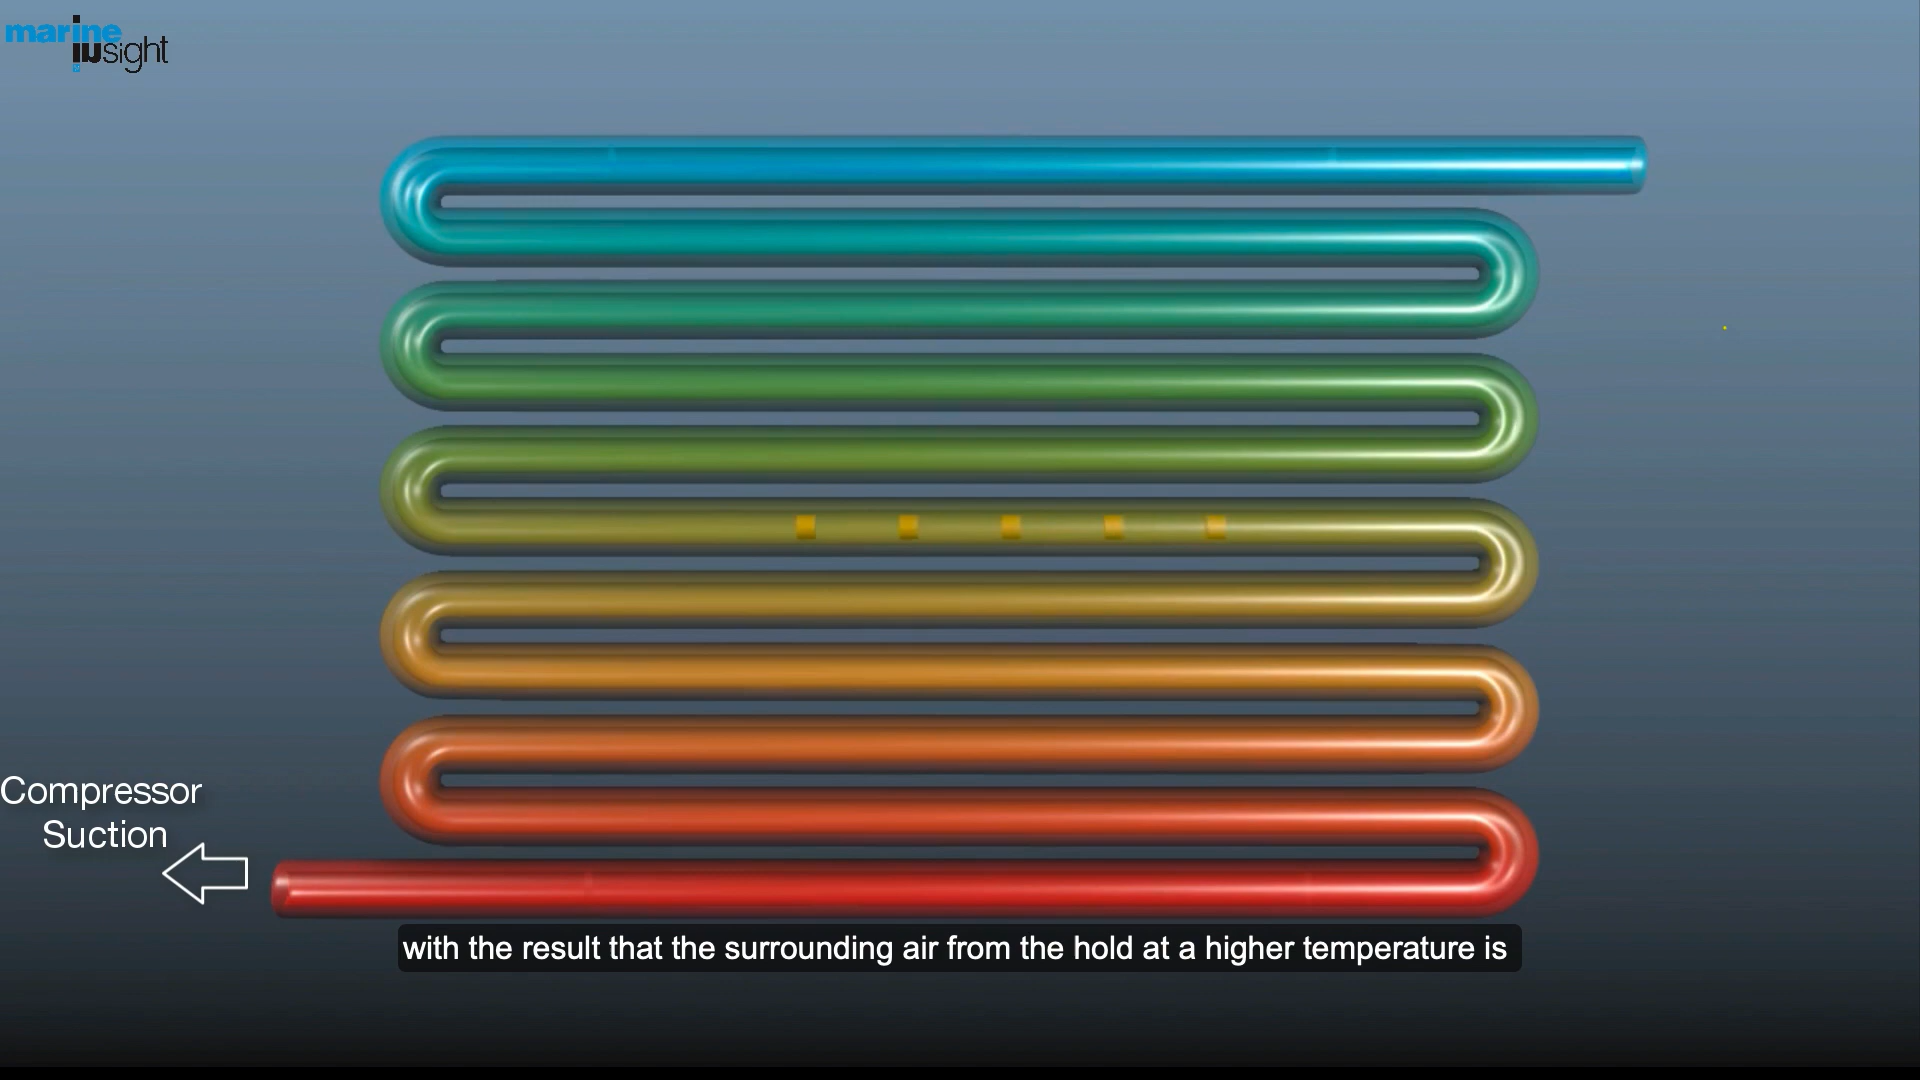 marine
insight
Compressor
Suction
with the result that the surrounding air from the hold at a higher temperature is